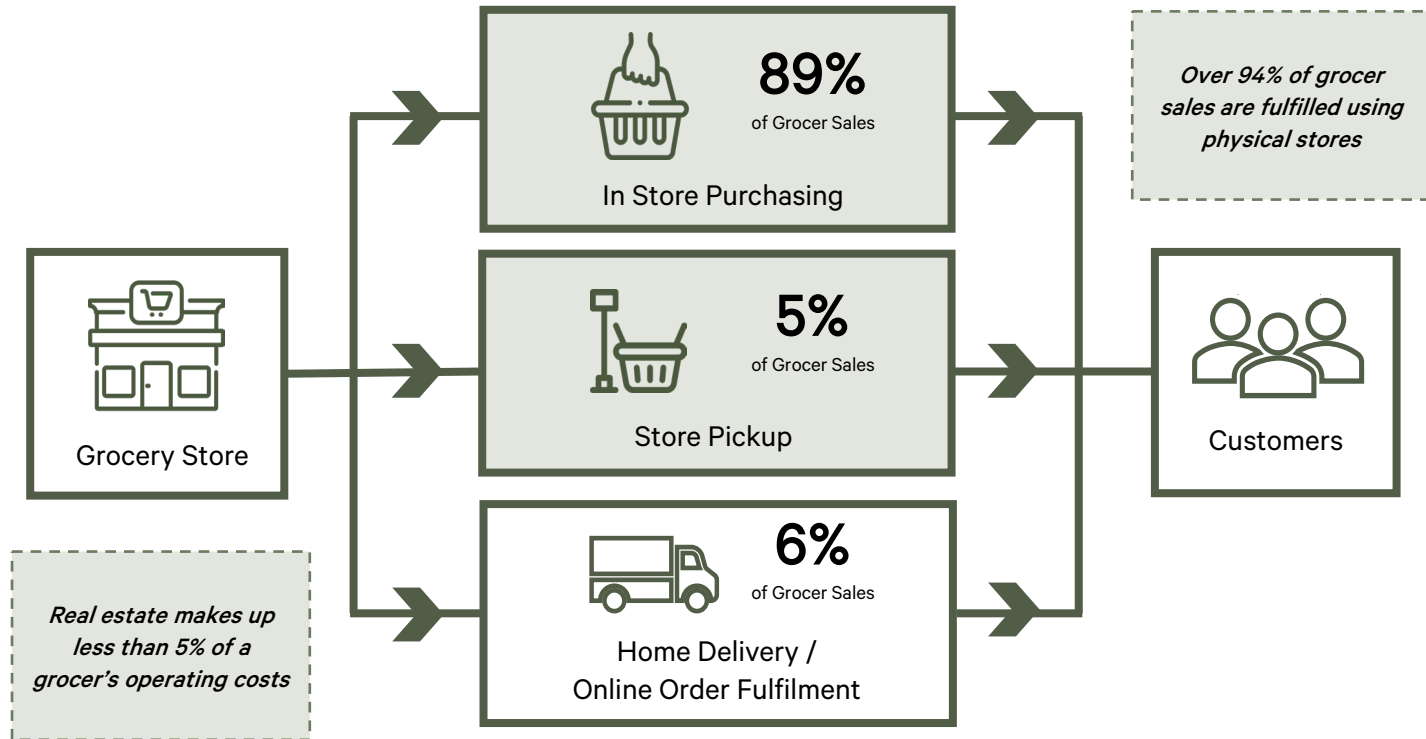 89%
of Grocer Sales
In Store Purchasing
Over 94% of grocer
sales are fulfilled using
physical stores
Grocery Store
5%
of Grocer Sales
Store Pickup
Customers
Real estate makes up
less than 5% of a
grocer's operating costs
6%
of Grocer Sales
Home Delivery /
Online Order Fulfilment